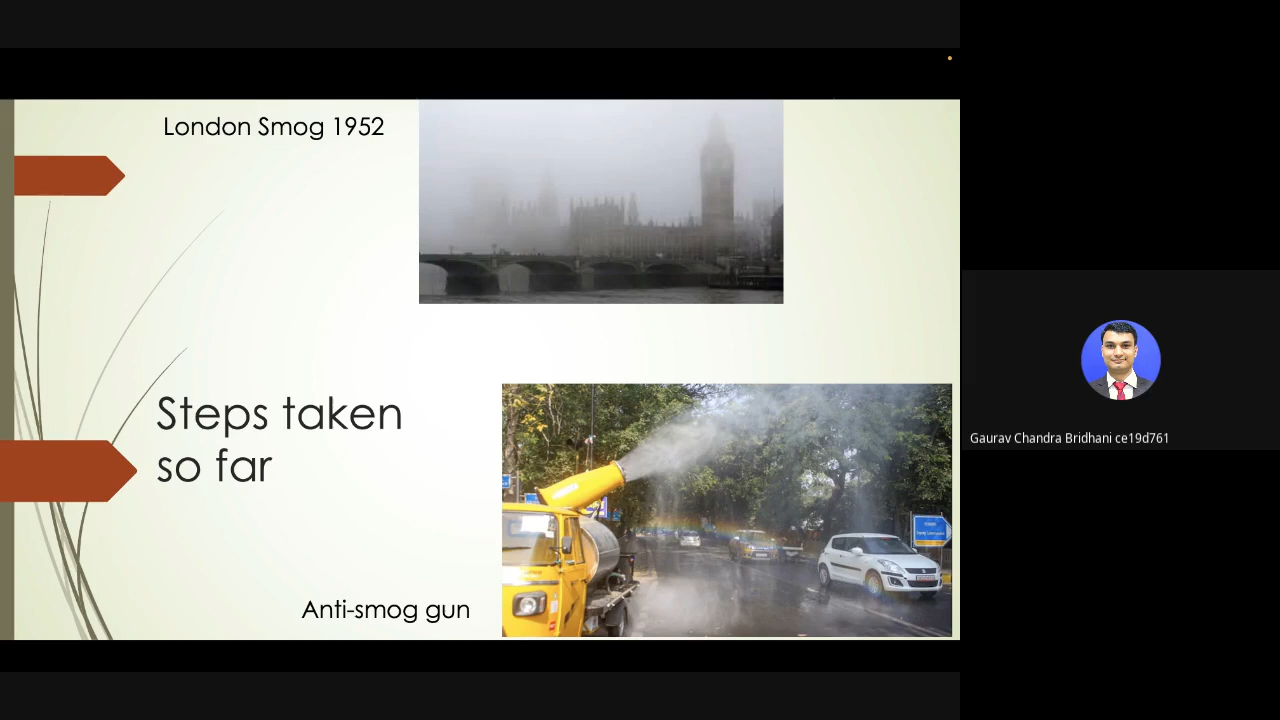 London Smog 1952
Steps taken
so far
Anti-smog gun
Gaurav Chandra Bridhani ce19d761